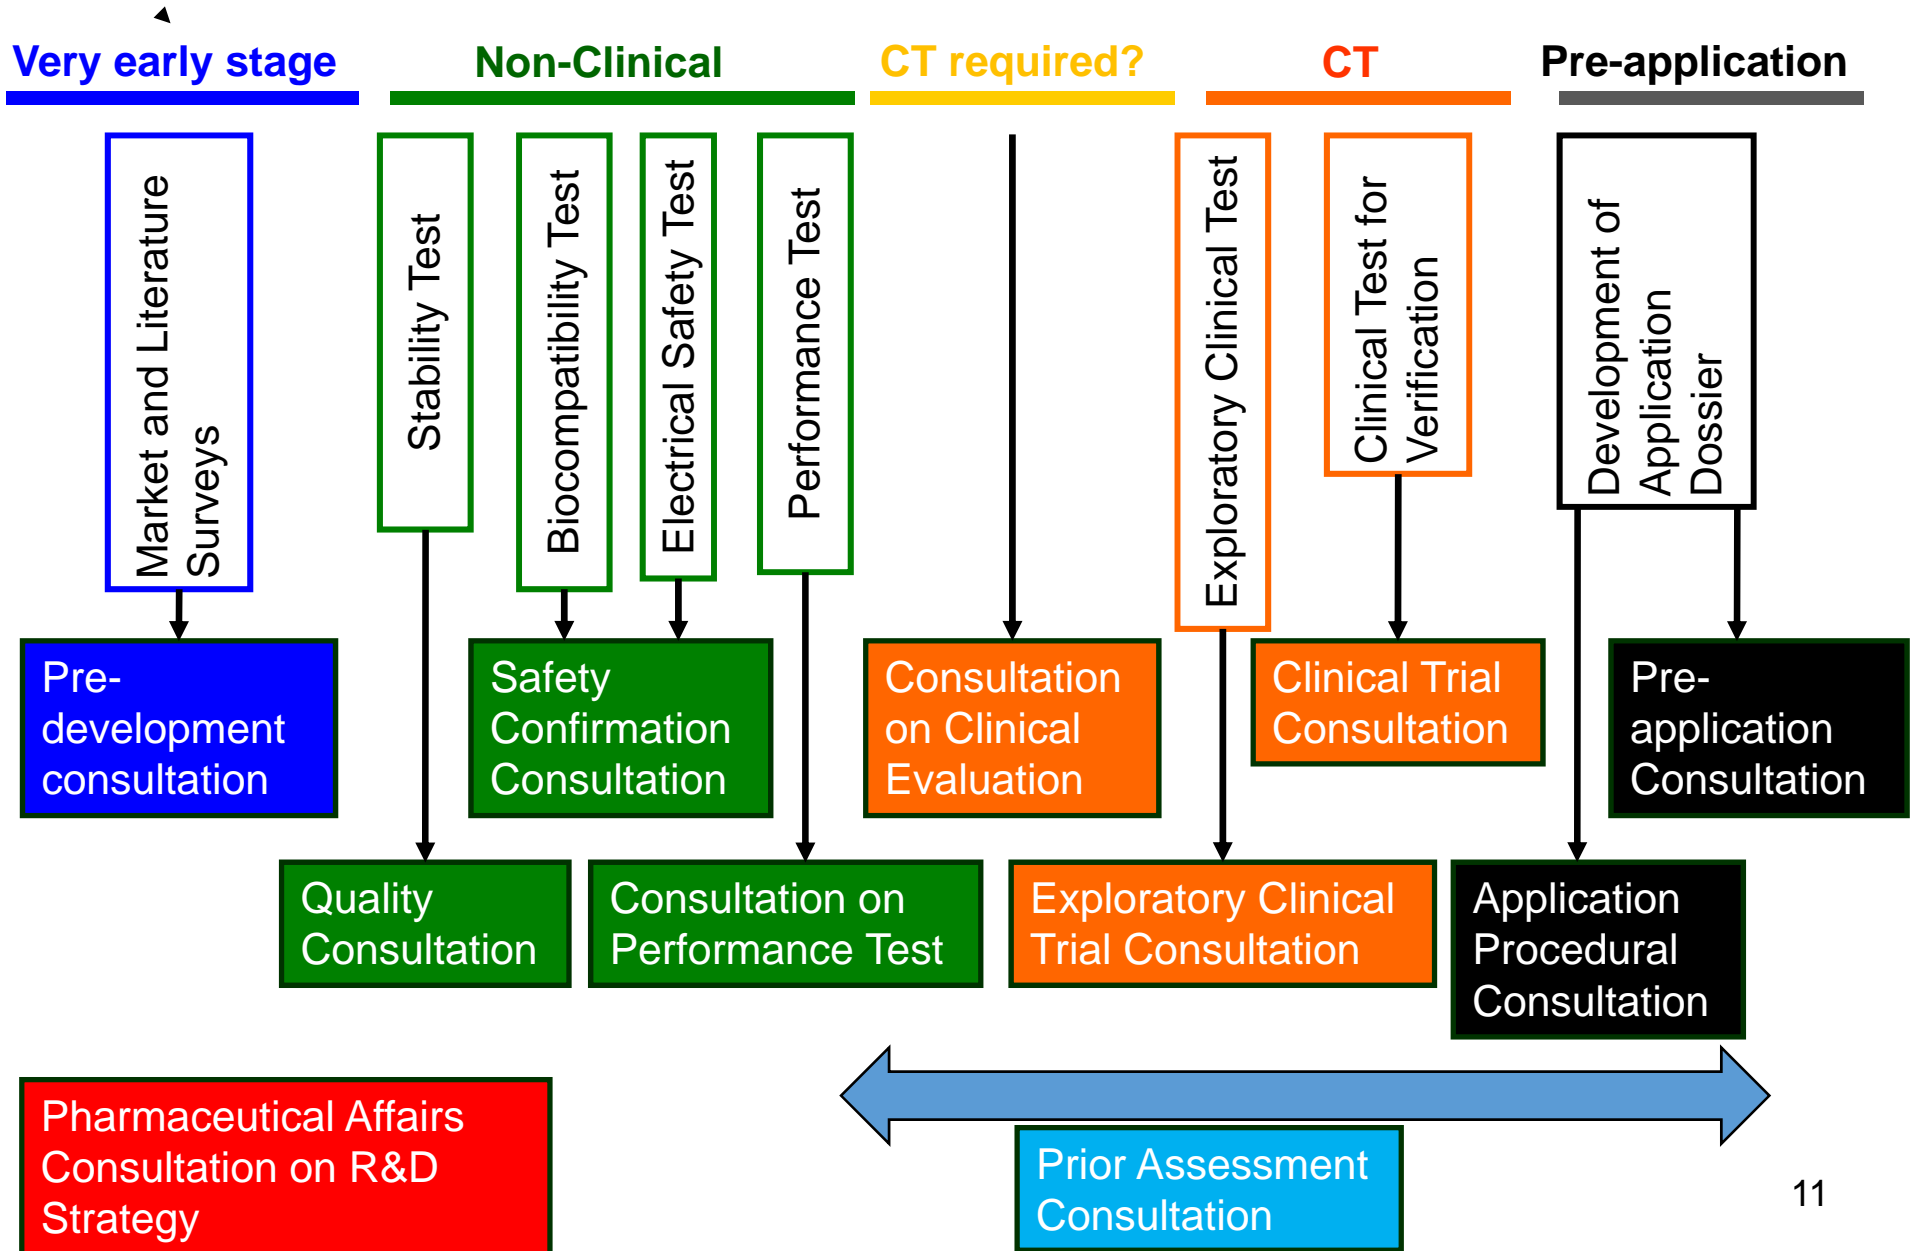 Very early stage
Non-Clinical
CT required?
CT
Pre-application
Market and Literature
Surveys
Stability Test
Biocompatibility Test
Electrical Safety Test
Performance Test
Exploratory Clinical Test
Clinical Test for
Verification
Development of
Application
Dossier
Pre-
development
consultation
Safety
Confirmation
Consultation
Consultation
on Clinical
Evaluation
Clinical Trial
Consultation
Pre-
application
Consultation
Quality
Consultation
Consultation on
Performance Test
Exploratory Clinical
Trial Consultation
Application
Procedural
Consultation
Pharmaceutical Affairs
Consultation on R&D
Strategy
Prior Assessment
Consultation
11